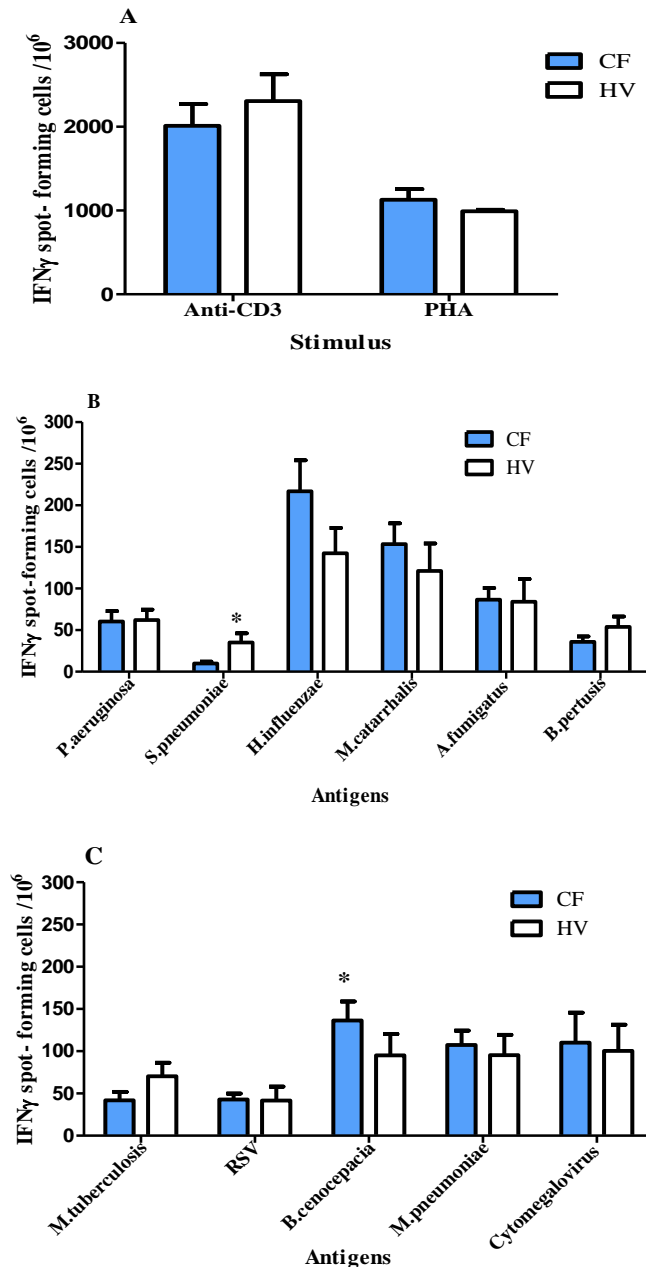 A
IFNγ spot- forming cells /10⁶
3000
2000
1000
0
CF
HV
Anti-CD3
PHA
Stimulus
B
IFNγ spot-forming cells /10⁶
300
250
200
150
100
50
0
CF
HV
*
P.aeruginosa
S.pneumoniae
H.influenzae
M.catarrhalis
A.fumigatus
B.pertusis
Antigens
C
IFNγ spot- forming cells /10⁶
300
250
200
150
100
50
0
CF
HV
*
M.tuberculosis
RSV
B.cenocepacia
M.pneumoniae
Cytomegalovirus
Antigens